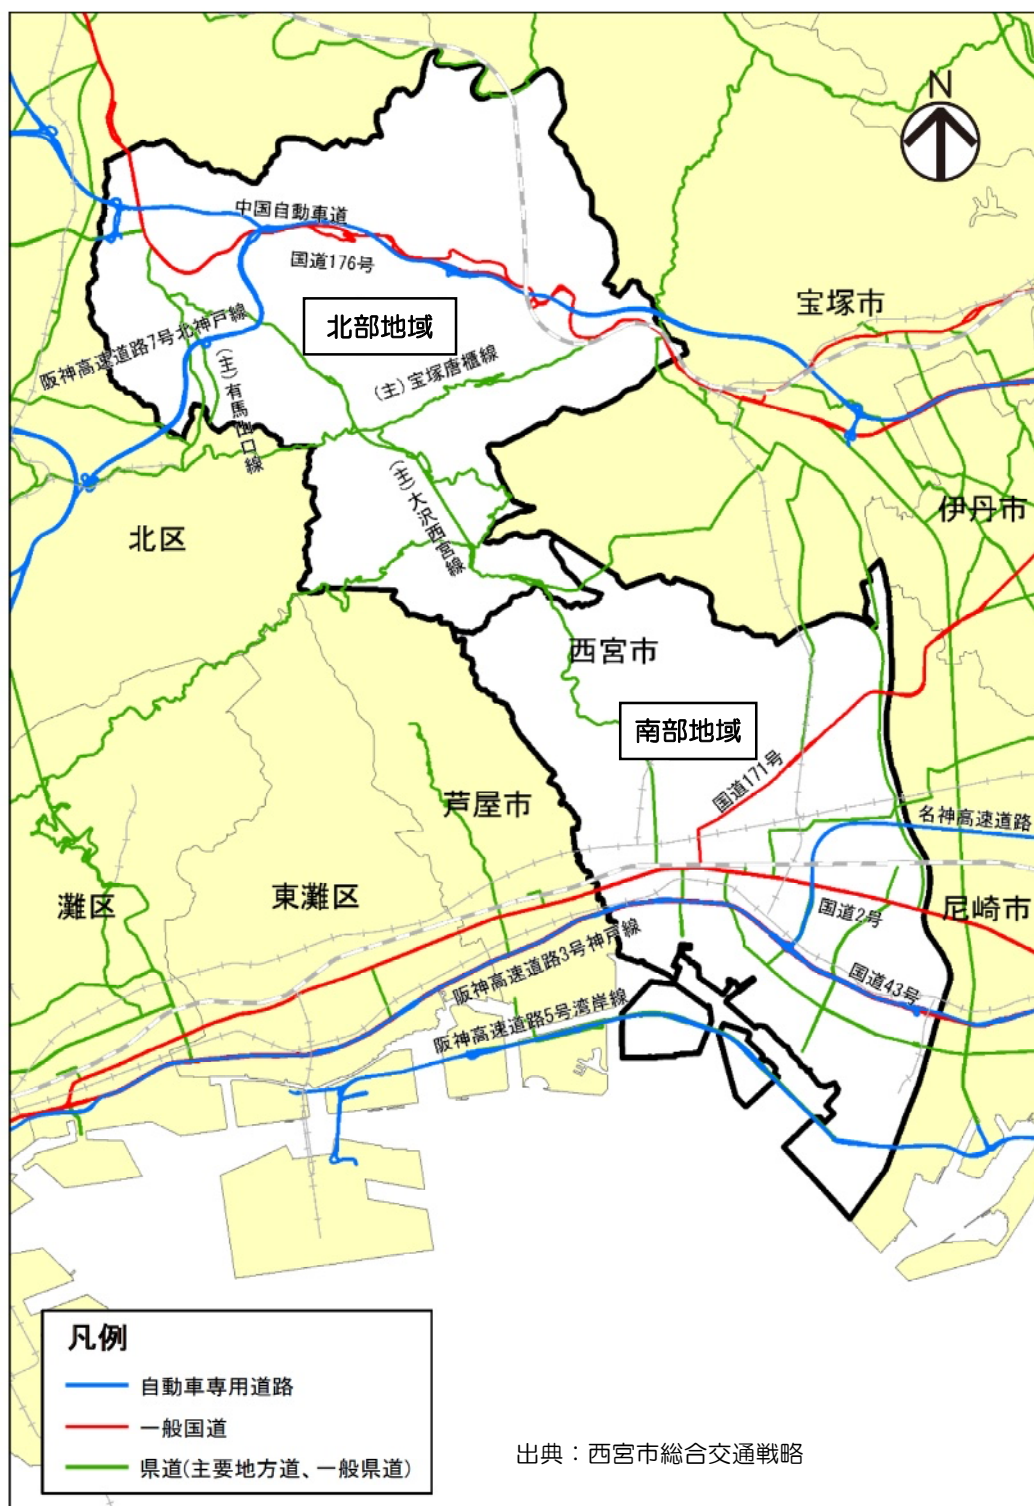 N
中国自動車道
国道176号
宝塚市
北部地域
阪神高速道路7号北神戸線
(主)有馬山口線
(主)宝塚唐櫃線
(主)大沢西宮線
北区
伊丹市
西宮市
南部地域
国道171号
芦屋市
名神高速道路
灘区
東灘区
国道2号
尼崎市
阪神高速道路3号神戸線
国道43号
阪神高速道路5号湾岸線
凡例
自動車専用道路
一般国道
県道(主要地方道、一般県道)
出典：西宮市総合交通戦略